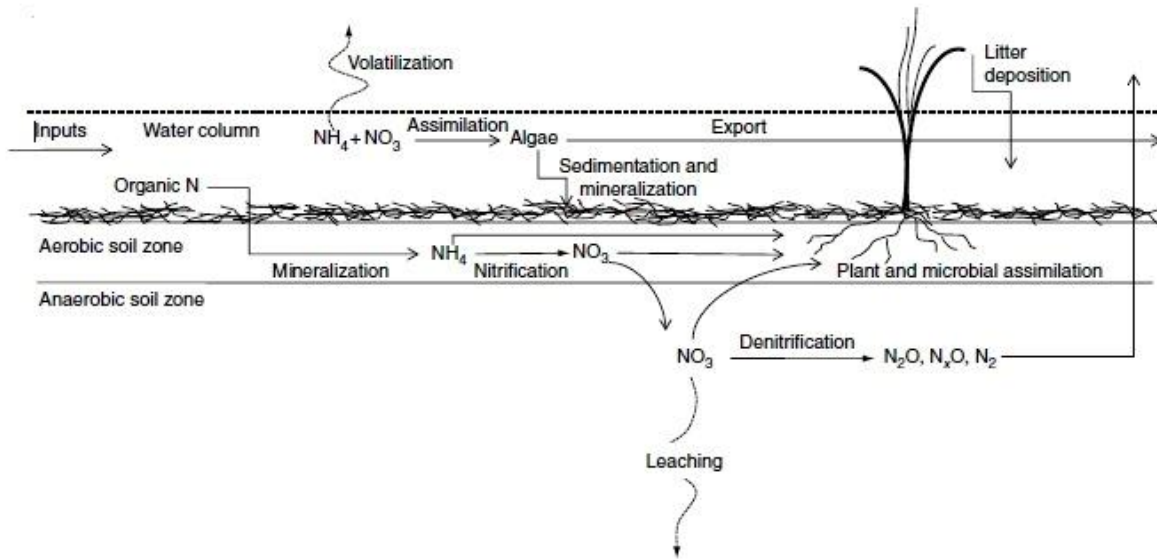 Volatilization
Litter
deposition
Inputs
Water column
NH₄+NO₃
Assimilation
Algae
Export
Sedimentation and
mineralization
Organic N
Aerobic soil zone
Mineralization
NH₄
Nitrification
NO₃
Plant and microbial assimilation
Anaerobic soil zone
NO₃
Denitrification
N₂O, NₓO, N₂
Leaching